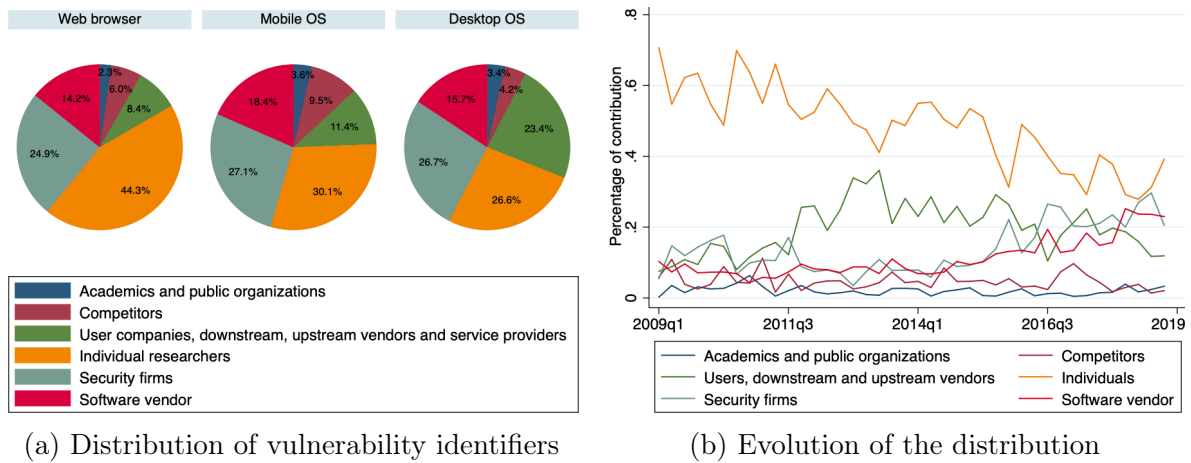 Web browser
Mobile OS
Desktop OS
2.3%
6.0%
8.4%
14.2%
24.9%
44.3%
3.6%
9.5%
11.4%
18.4%
27.1%
30.1%
3.4%
4.2%
23.4%
15.7%
26.7%
26.6%
Academics and public organizations
Competitors
User companies, downstream, upstream vendors and service providers
Individual researchers
Security firms
Software vendor
(a) Distribution of vulnerability identifiers
Percentage of contribution
.8
.6
.4
.2
0
2009q1
2011q3
2014q1
2016q3
2019
Academics and public organizations
Competitors
Users, downstream and upstream vendors
Individuals
Security firms
Software vendor
(b) Evolution of the distribution